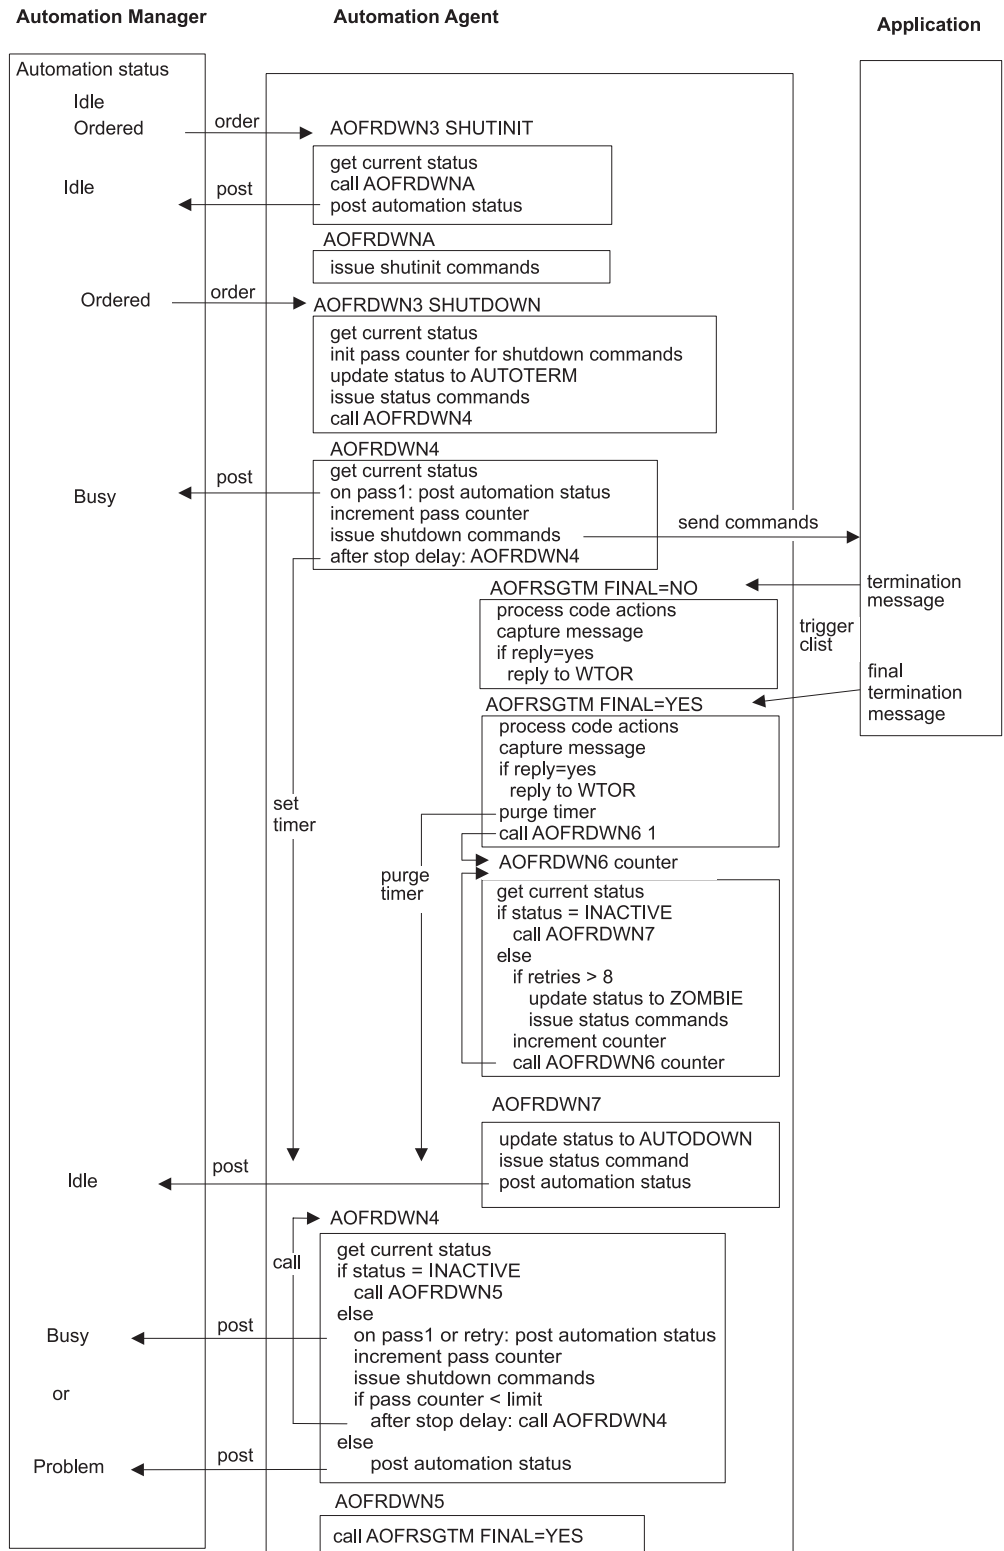 Automation Manager
Automation Agent
Application
Automation status
Idle
Ordered
order
AOFRDWN3 SHUTINIT
get current status
call AOFRDWNA
post automation status
Idle
post
AOFRDWNA
issue shutinit commands
Ordered
order
AOFRDWN3 SHUTDOWN
get current status
init pass counter for shutdown commands
update status to AUTOTERM
issue status commands
call AOFRDWN4
AOFRDWN4
get current status
on pass1: post automation status
increment pass counter
issue shutdown commands
after stop delay: AOFRDWN4
post
Busy
send commands
termination
message
AOFRSGTM FINAL=NO
process code actions
capture message
if reply=yes
reply to WTOR
trigger
clist
final
termination
message
AOFRSGTM FINAL=YES
process code actions
capture message
if reply=yes
reply to WTOR
purge timer
call AOFRDWN6 1
set
timer
purge
timer
AOFRDWN6 counter
get current status
if status = INACTIVE
call AOFRDWN7
else
if retries > 8
update status to ZOMBIE
issue status commands
increment counter
call AOFRDWN6 counter
AOFRDWN7
update status to AUTODOWN
issue status command
post automation status
post
Idle
AOFRDWN4
call
get current status
if status = INACTIVE
call AOFRDWN5
else
on pass1 or retry: post automation status
increment pass counter
issue shutdown commands
if pass counter < limit
after stop delay: call AOFRDWN4
else
post automation status
Busy
post
or
Problem
post
AOFRDWN5
call AOFRSGTM FINAL=YES